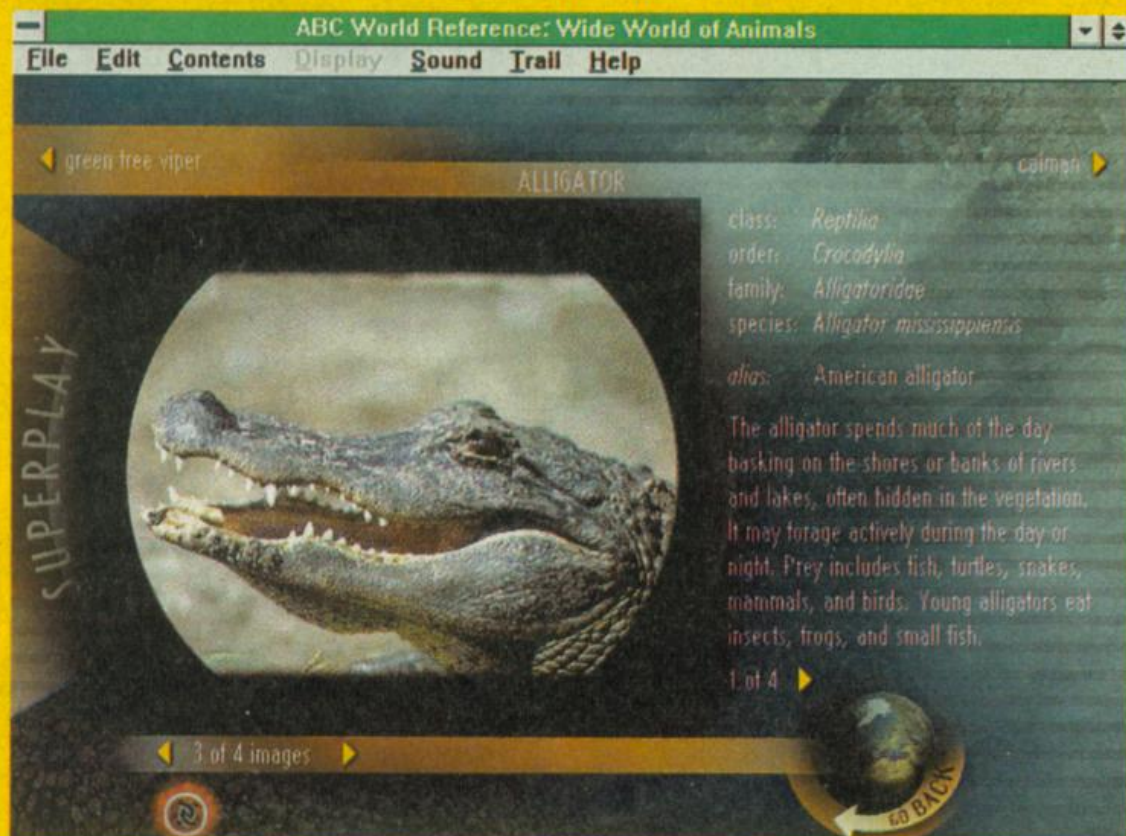 ABC World Reference: Wide World of Animals
File Edit Contents Display Sound Trail Help
green tree viper
caiman
ALLIGATOR
class: Reptilia
order: Crocodylia
family: Alligatoridae
species: Alligator mississippiensis
alias: American alligator
The alligator spends much of the day
basking on the shores or banks of rivers
and lakes, often hidden in the vegetation.
It may forage actively during the day or
night. Prey includes fish, turtles, snakes,
mammals, and birds. Young alligators eat
insects, frogs, and small fish.
1 of 4
SUPERPLAY
3 of 4 images
GO BACK